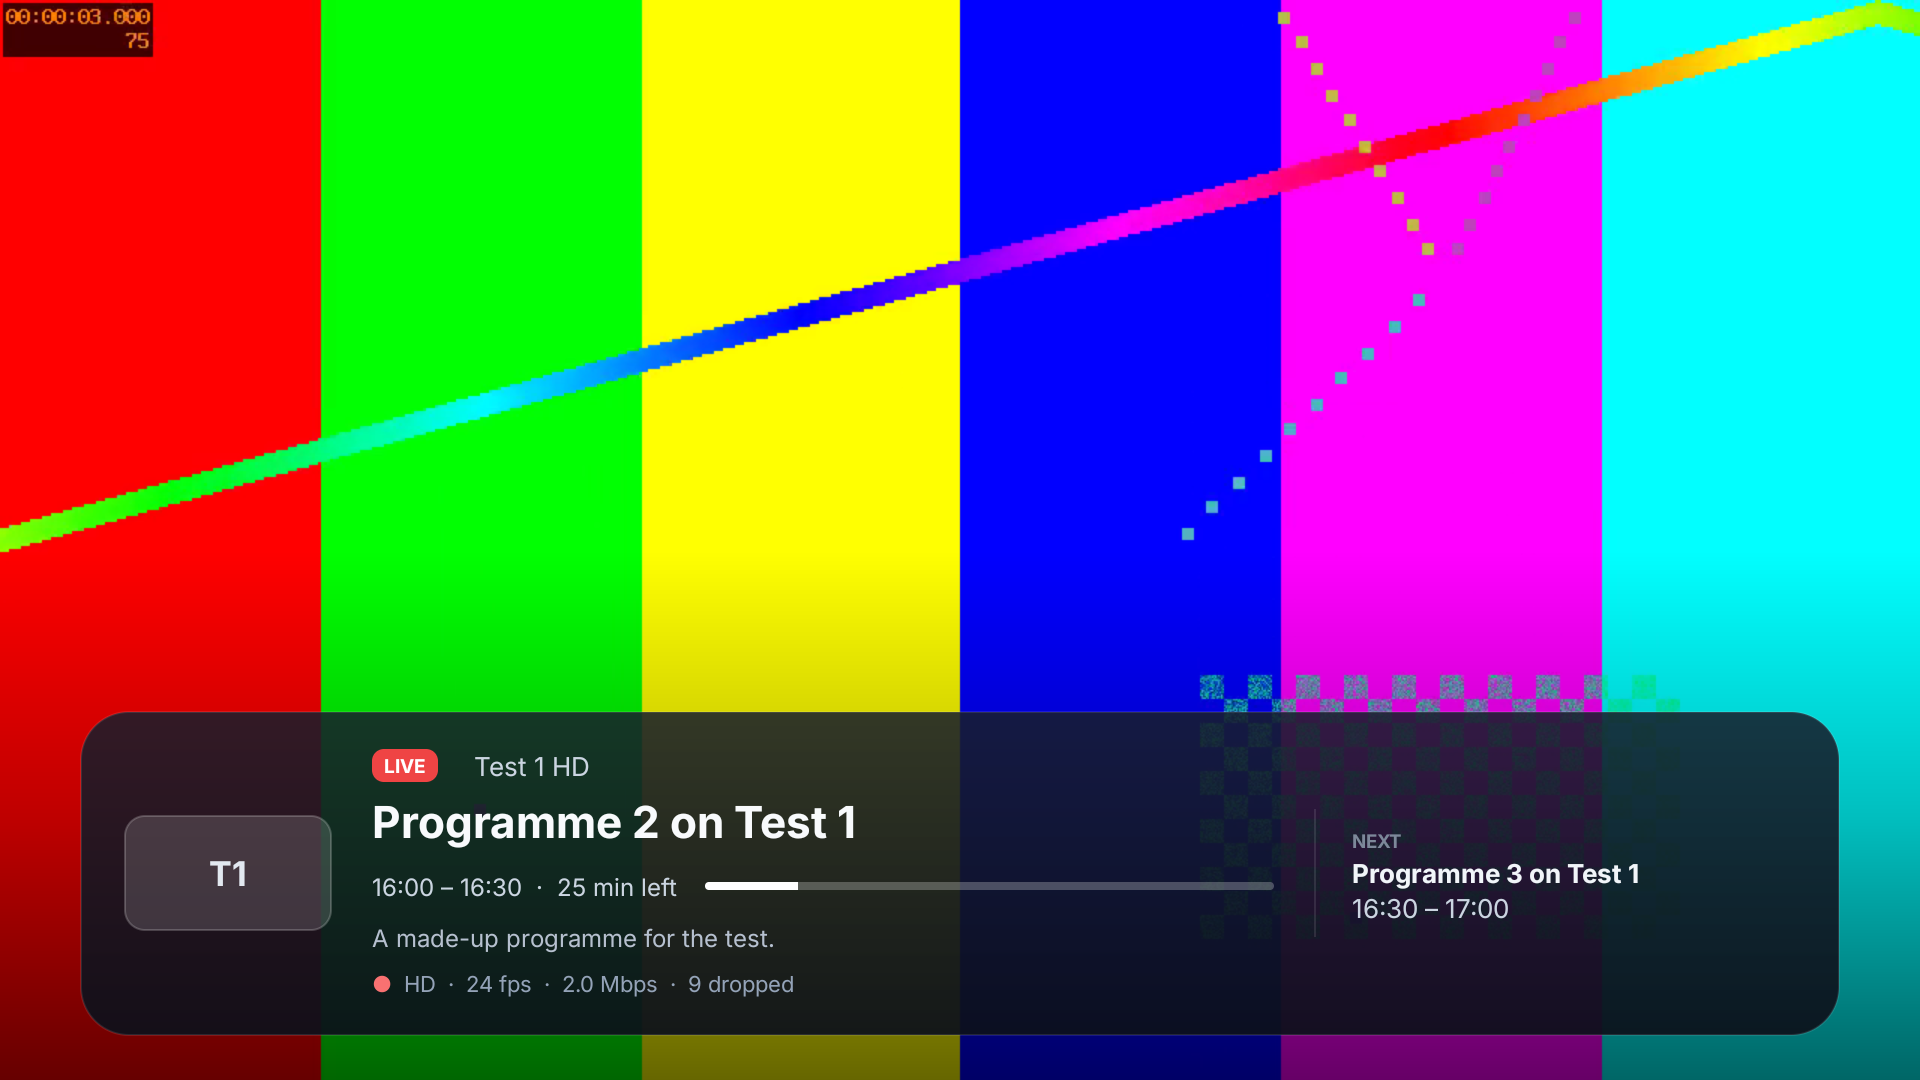 00:00:03.000
75
LIVE Test 1 HD
Programme 2 on Test 1
T1
16:00 – 16:30 · 25 min left
A made-up programme for the test.
HD · 24 fps · 2.0 Mbps · 9 dropped
NEXT
Programme 3 on Test 1
16:30 – 17:00